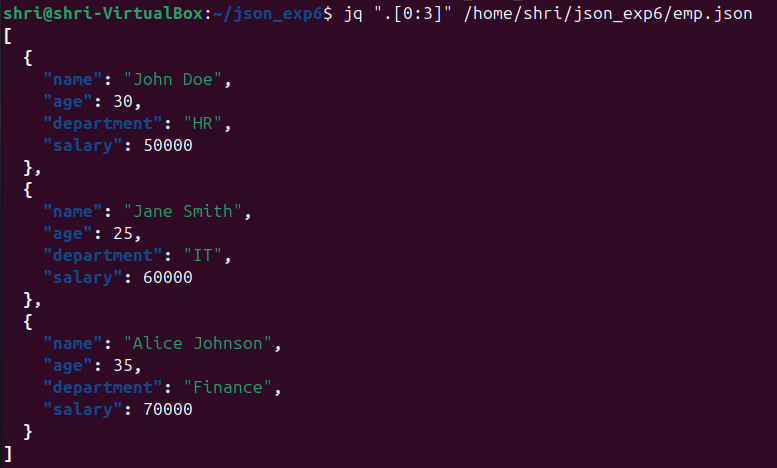 shri@shri-VirtualBox:~/json_exp6$ jq ".[0:3]" /home/shri/json_exp6/emp.json
[
  {
    "name": "John Doe",
    "age": 30,
    "department": "HR",
    "salary": 50000
  },
  {
    "name": "Jane Smith",
    "age": 25,
    "department": "IT",
    "salary": 60000
  },
  {
    "name": "Alice Johnson",
    "age": 35,
    "department": "Finance",
    "salary": 70000
  }
]